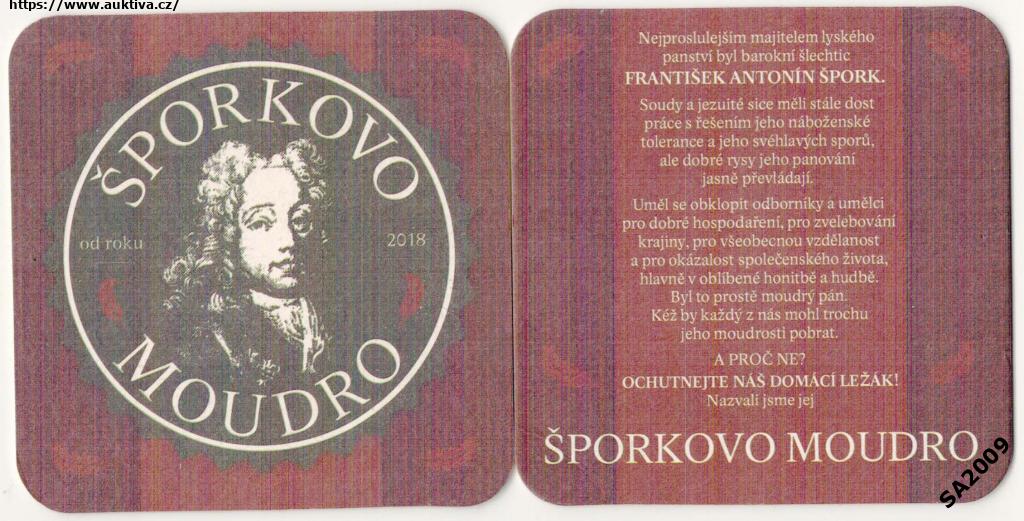 https://www.auktiva.cz/
ŠPORKOVO
od roku 2018
MOUDRO
Nejproslulejším majitelem lyského
panství byl barokní šlechtic
FRANTIŠEK ANTONÍN ŠPORK.
Soudy a jezuité sice měli stále dost
práce s řešením jeho náboženské
tolerance a jeho svéhlavých sporů,
ale dobré rysy jeho panování
jasně převládají.
Uměl se obklopit odborníky a umělci
pro dobré hospodaření, pro zvelebování
krajiny, pro všeobecnou vzdělanost
a pro okázalost společenského života,
hlavně v oblíbené honitbě a hudbě.
Byl to prostě moudrý pán.
Kéž by každý z nás mohl trochu
jeho moudrosti pobrat.
A PROČ NE?
OCHUTNEJTE NÁŠ DOMÁCÍ LEŽÁK!
Nazvali jsme jej
ŠPORKOVO MOUDRO
SA2009